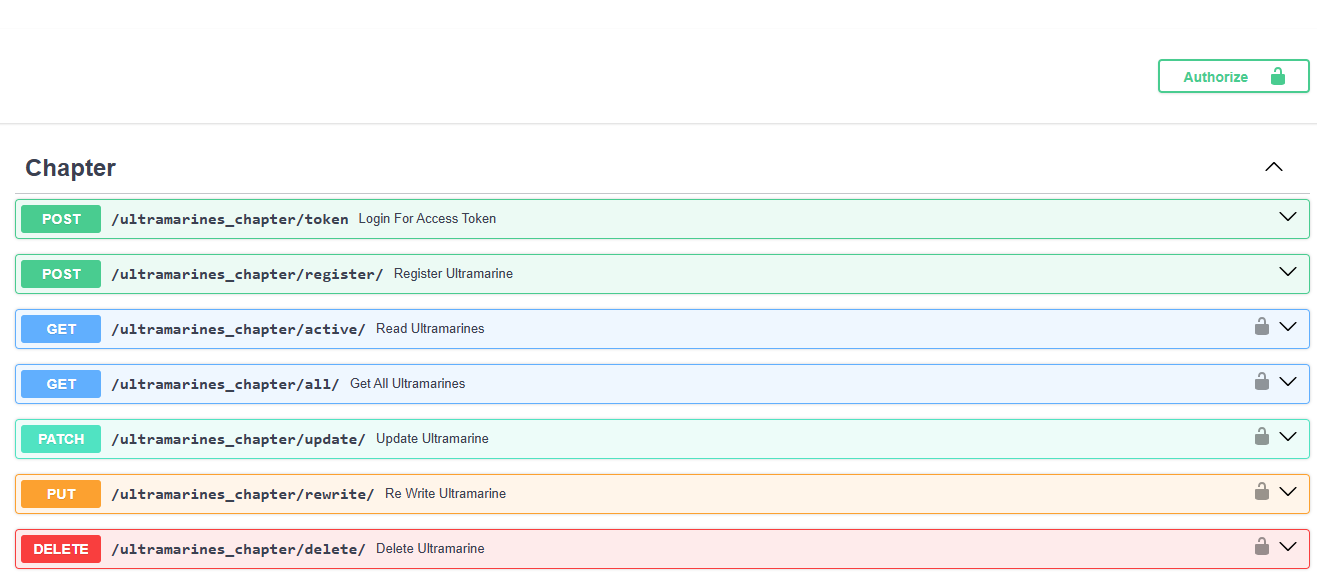 Authorize
Chapter
POST /ultramarines_chapter/token Login For Access Token
POST /ultramarines_chapter/register/ Register Ultramarine
GET /ultramarines_chapter/active/ Read Ultramarines
GET /ultramarines_chapter/all/ Get All Ultramarines
PATCH /ultramarines_chapter/update/ Update Ultramarine
PUT /ultramarines_chapter/rewrite/ Re Write Ultramarine
DELETE /ultramarines_chapter/delete/ Delete Ultramarine